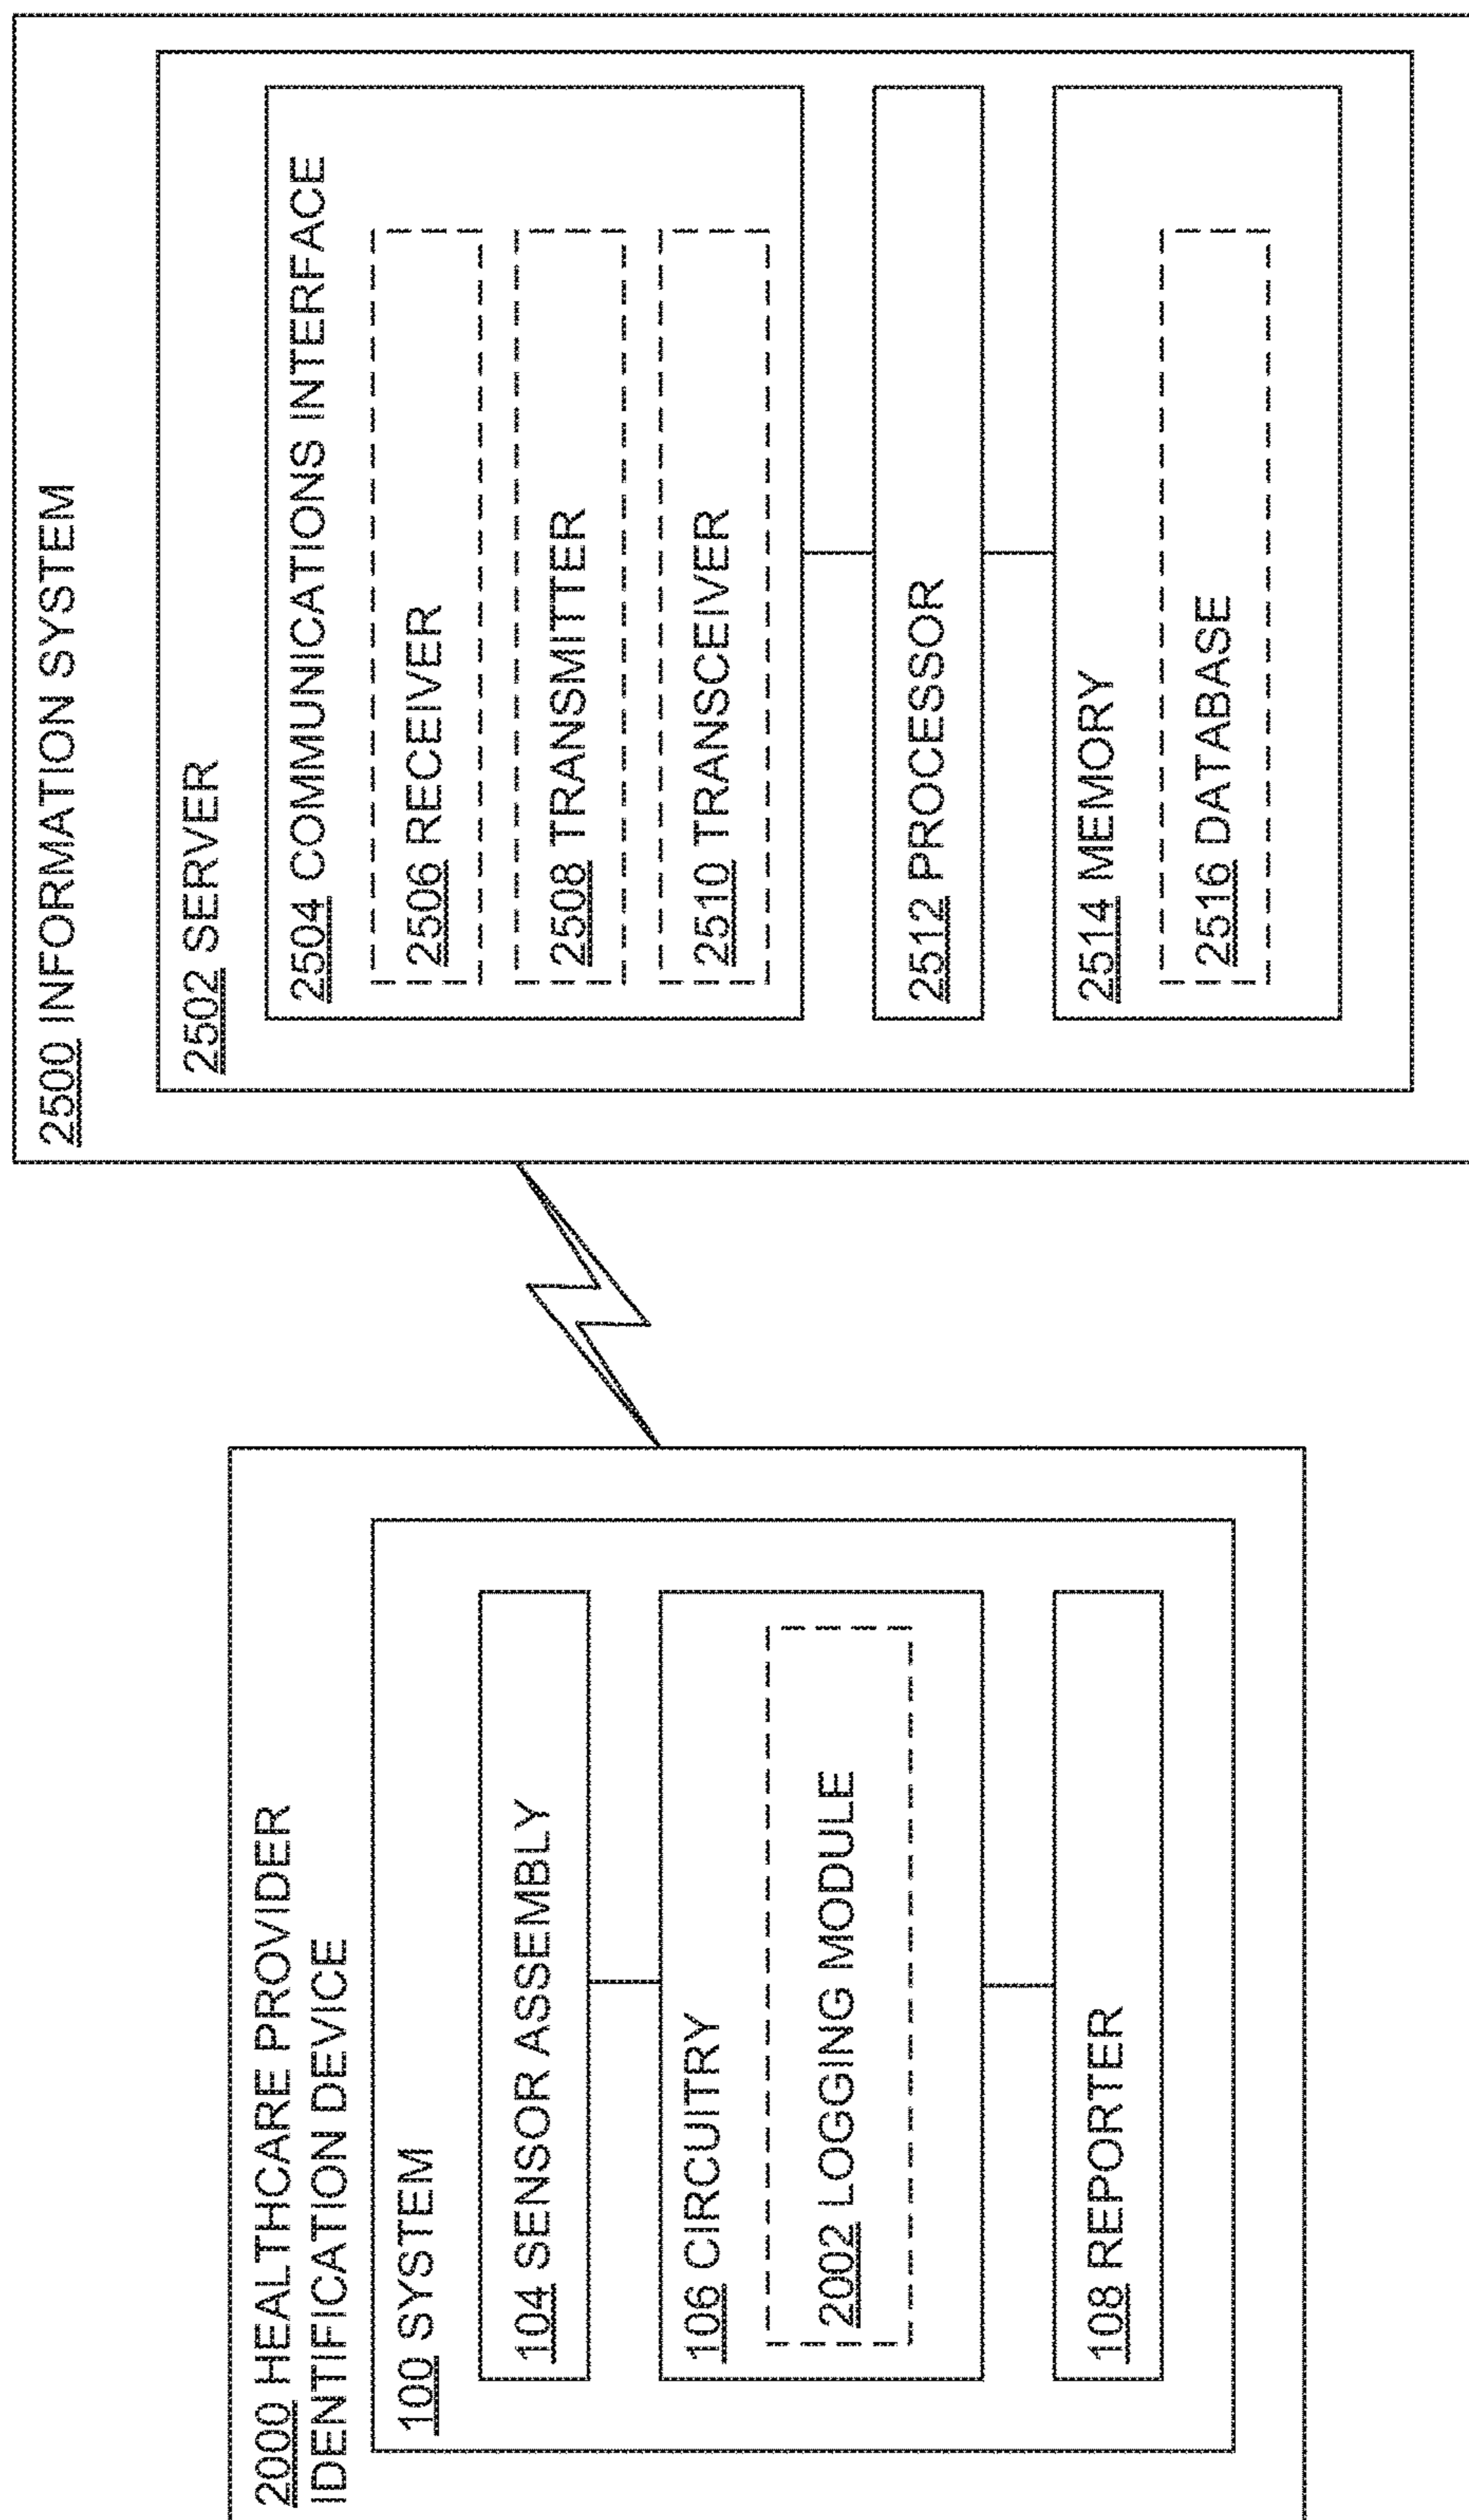 2000 HEALTHCARE PROVIDER
IDENTIFICATION DEVICE
100 SYSTEM
104 SENSOR ASSEMBLY
106 CIRCUITRY
2002 LOGGING MODULE
108 REPORTER
2500 INFORMATION SYSTEM
2502 SERVER
2504 COMMUNICATIONS INTERFACE
2506 RECEIVER
2508 TRANSMITTER
2510 TRANSCEIVER
2512 PROCESSOR
2514 MEMORY
2516 DATABASE